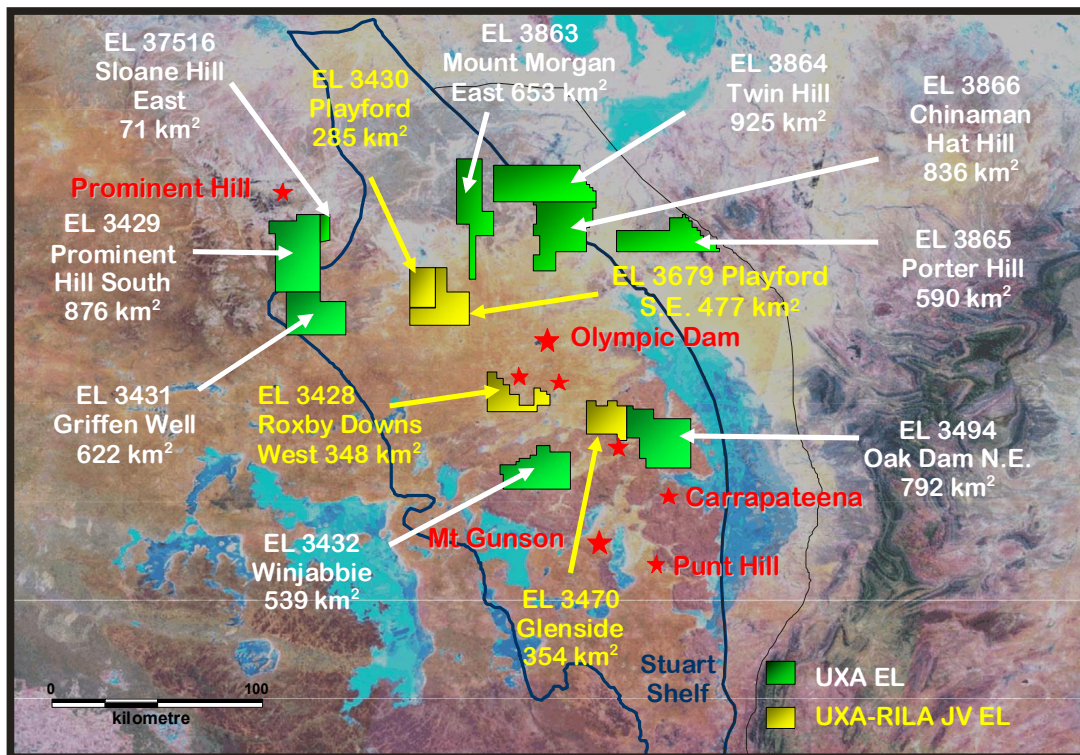 EL 37516
Sloane Hill
East
71 km²
EL 3430
Playford
285 km²
EL 3863
Mount Morgan
East 653 km²
EL 3864
Twin Hill
925 km²
EL 3866
Chinaman
Hat Hill
836 km²
Prominent Hill
EL 3429
Prominent
Hill South
876 km²
EL 3865
Porter Hill
590 km²
EL 3679 Playford
S.E. 477 km²
Olympic Dam
EL 3431
Griffen Well
622 km²
EL 3428
Roxby Downs
West 348 km²
EL 3494
Oak Dam N.E.
792 km²
Carrapateena
Mt Gunson
EL 3432
Winjabbie
539 km²
Punt Hill
EL 3470
Glenside
354 km²
Stuart
Shelf
UXA EL
UXA-RILA JV EL
0 100
kilometre